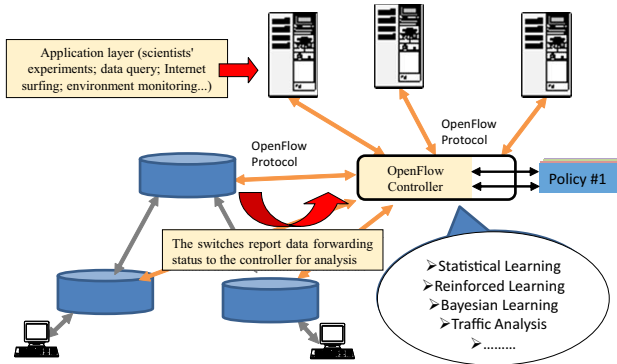 Application layer (scientists'
experiments; data query; Internet
surfing; environment monitoring...)
OpenFlow
Protocol
OpenFlow
Protocol
OpenFlow
Controller
Policy #1
The switches report data forwarding
status to the controller for analysis
➢Statistical Learning
➢Reinforced Learning
➢Bayesian Learning
➢Traffic Analysis
➢.........